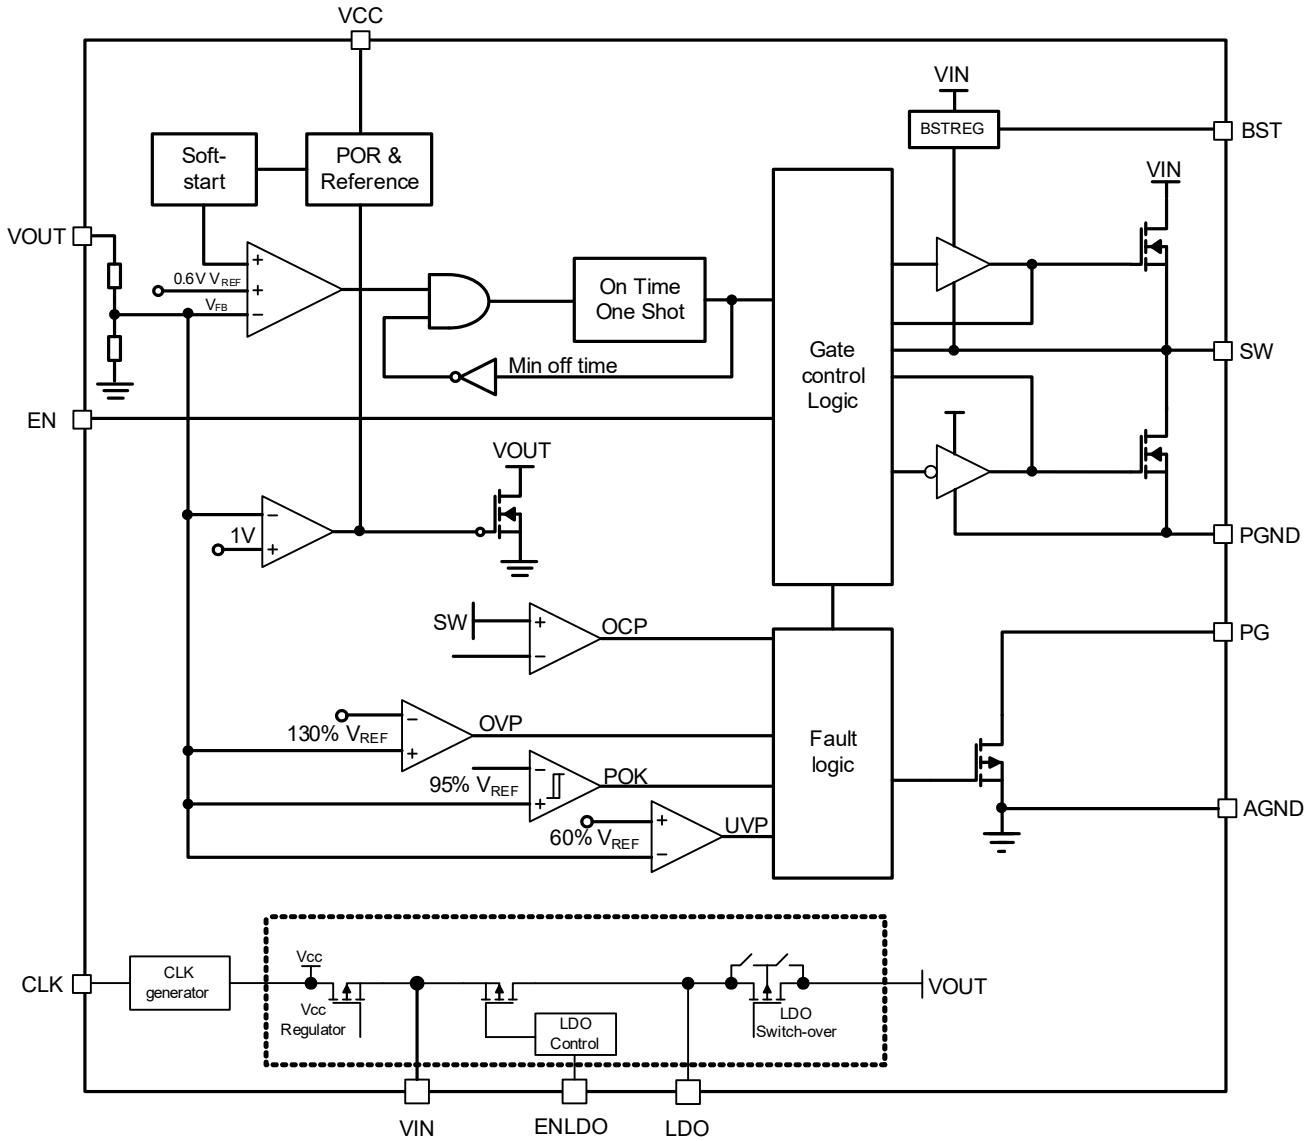 VCC
VIN
BSTREG
BST
Soft-
start
POR &
Reference
VIN
VOUT
0.6V VREF
VFB
+
+
−
On Time
One Shot
Min off time
Gate
control
Logic
SW
EN
VOUT
1V
−
+
PGND
SW
+
−
OCP
PG
130% VREF
−
+
OVP
95% VREF
−
+
POK
60% VREF
+
−
UVP
Fault
logic
AGND
CLK
CLK
generator
Vcc
Vcc
Regulator
LDO
Control
LDO
Switch-over
VOUT
VIN
ENLDO
LDO